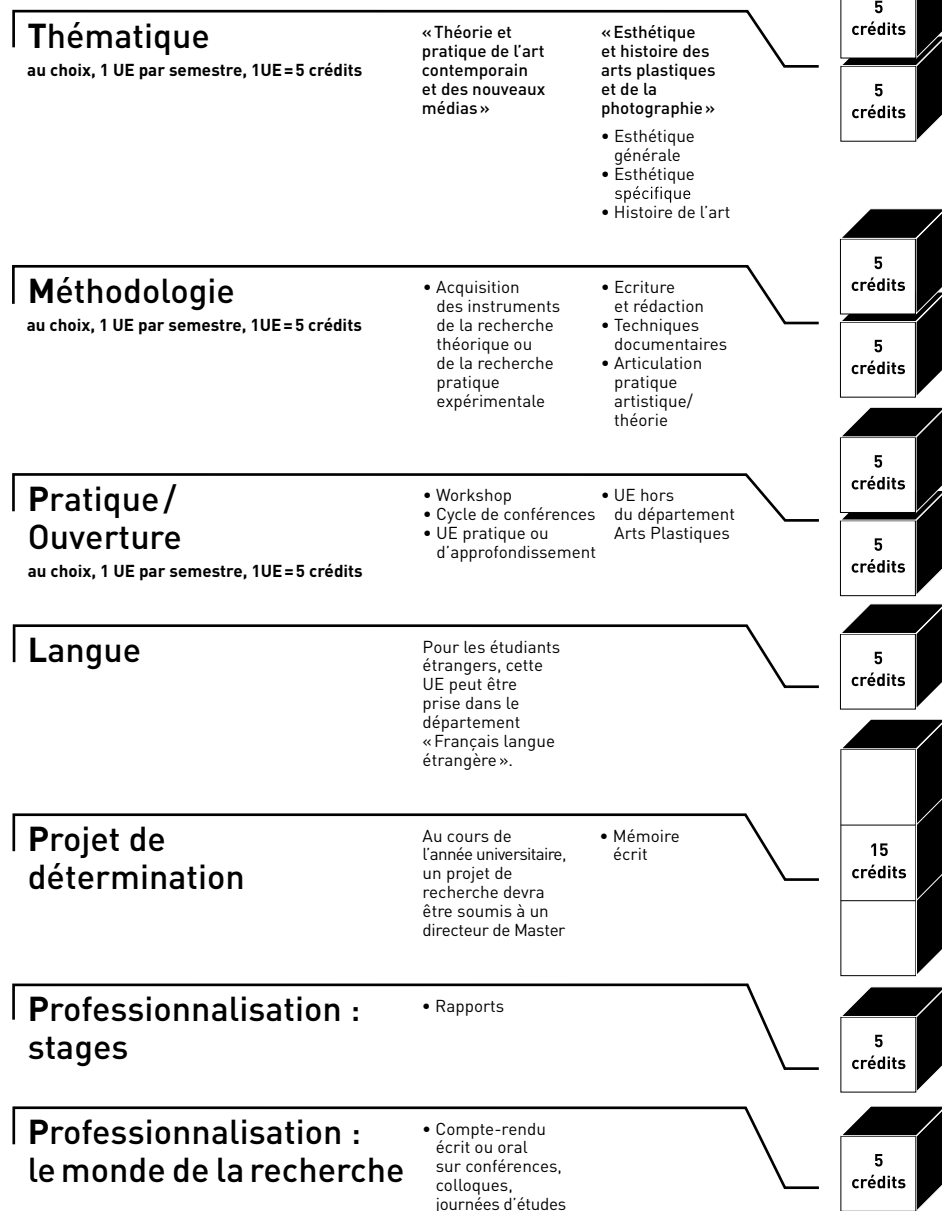 Thématique
au choix, 1 UE par semestre, 1UE=5 crédits
«Théorie et
pratique de l'art
contemporain
et des nouveaux
médias»
«Esthétique
et histoire des
arts plastiques
et de la
photographie»
• Esthétique
générale
• Esthétique
spécifique
• Histoire de l'art
5
crédits
5
crédits
Méthodologie
au choix, 1 UE par semestre, 1UE=5 crédits
• Acquisition
des instruments
de la recherche
théorique ou
de la recherche
pratique
expérimentale
• Ecriture
et rédaction
• Techniques
documentaires
• Articulation
pratique
artistique/
théorie
5
crédits
5
crédits
Pratique/
Ouverture
au choix, 1 UE par semestre, 1UE=5 crédits
• Workshop
• Cycle de conférences
• UE pratique ou
d'approfondissement
• UE hors
du département
Arts Plastiques
5
crédits
5
crédits
Langue
Pour les étudiants
étrangers, cette
UE peut être
prise dans le
département
«Français langue
étrangère».
5
crédits
Projet de
détermination
Au cours de
l'année universitaire,
un projet de
recherche devra
être soumis à un
directeur de Master
• Mémoire
écrit
15
crédits
Professionnalisation :
stages
• Rapports
5
crédits
Professionnalisation :
le monde de la recherche
• Compte-rendu
écrit ou oral
sur conférences,
colloques,
journées d'études
5
crédits